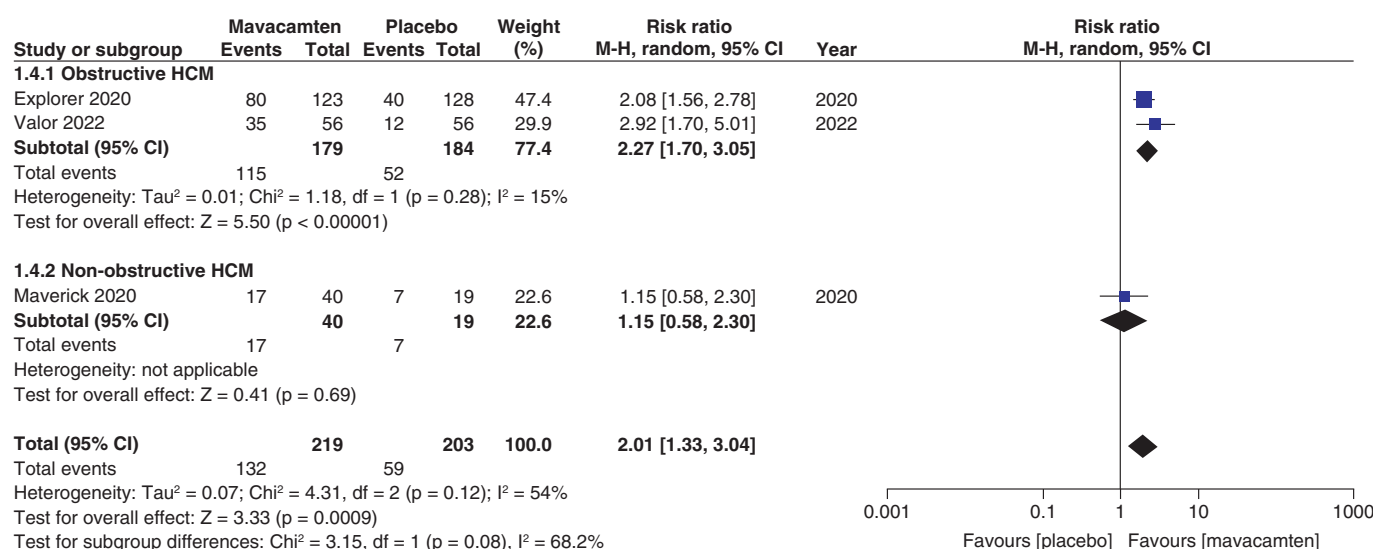 Mavacamten Placebo Weight Risk ratio Risk ratio
Study or subgroup Events Total Events Total (%) M-H, random, 95% CI Year M-H, random, 95% CI
1.4.1 Obstructive HCM
Explorer 2020 80 123 40 128 47.4 2.08 [1.56, 2.78] 2020
Valor 2022 35 56 12 56 29.9 2.92 [1.70, 5.01] 2022
Subtotal (95% CI) 179 184 77.4 2.27 [1.70, 3.05]
Total events 115 52
Heterogeneity: Tau² = 0.01; Chi² = 1.18, df = 1 (p = 0.28); I² = 15%
Test for overall effect: Z = 5.50 (p < 0.00001)
1.4.2 Non-obstructive HCM
Maverick 2020 17 40 7 19 22.6 1.15 [0.58, 2.30] 2020
Subtotal (95% CI) 40 19 22.6 1.15 [0.58, 2.30]
Total events 17 7
Heterogeneity: not applicable
Test for overall effect: Z = 0.41 (p = 0.69)
Total (95% CI) 219 203 100.0 2.01 [1.33, 3.04]
Total events 132 59
Heterogeneity: Tau² = 0.07; Chi² = 4.31, df = 2 (p = 0.12); I² = 54%
Test for overall effect: Z = 3.33 (p = 0.0009)
Test for subgroup differences: Chi² = 3.15, df = 1 (p = 0.08), I² = 68.2%
0.001 0.1 1 10 1000
Favours [placebo] Favours [mavacamten]